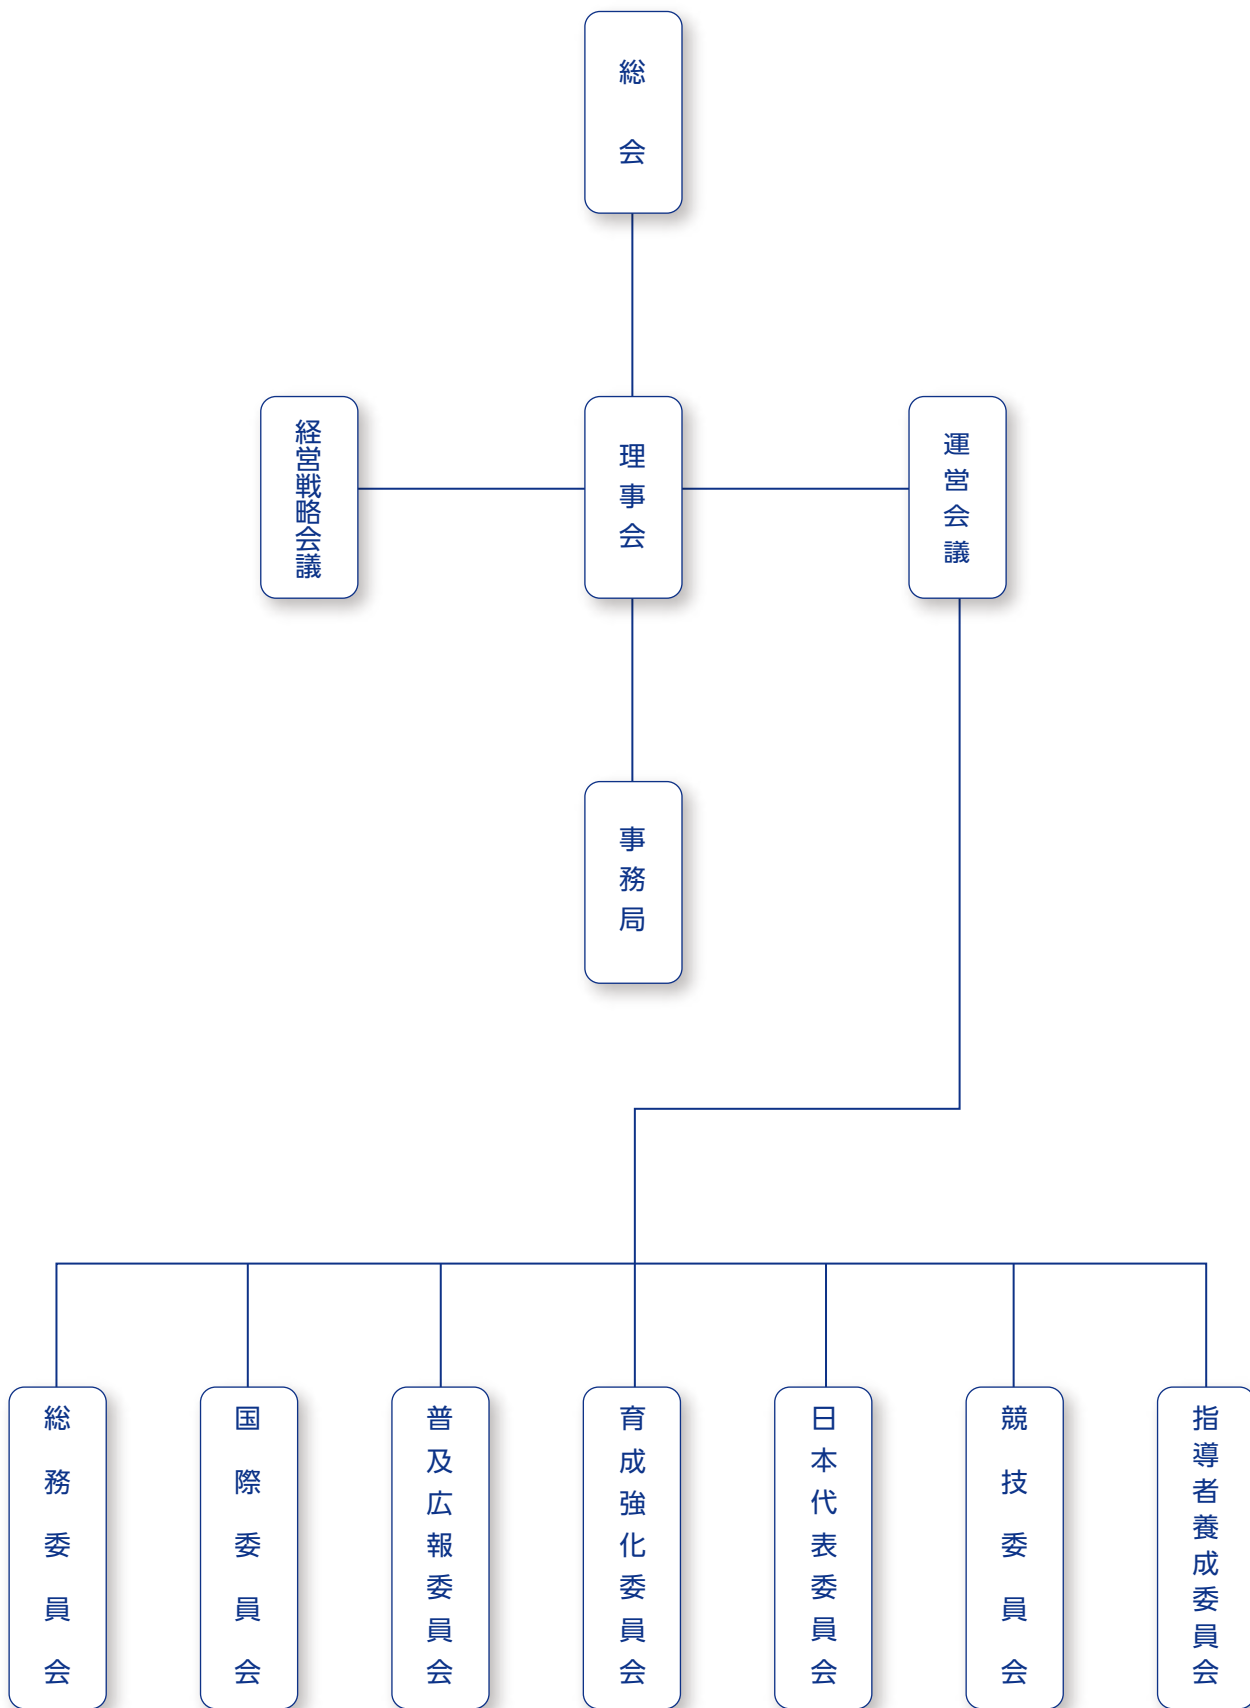 総会
経営戦略会議
理事会
運営会議
事務局
総務委員会
国際委員会
普及広報委員会
育成強化委員会
日本代表委員会
競技委員会
指導者養成委員会